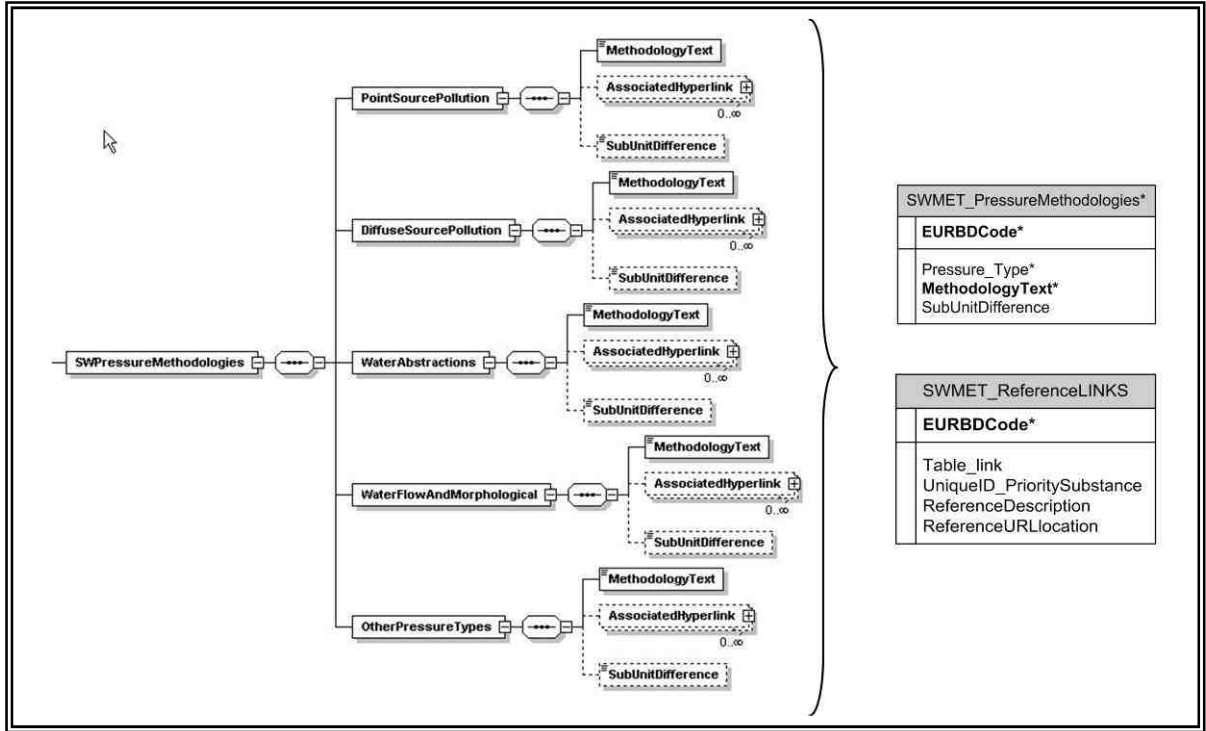 MethodologyText
AssociatedHyperlink
0..∞
PointSourcePollution
SubUnitDifference
MethodologyText
AssociatedHyperlink
0..∞
DiffuseSourcePollution
SubUnitDifference
MethodologyText
AssociatedHyperlink
0..∞
SWPressureMethodologies
WaterAbstractions
SubUnitDifference
MethodologyText
AssociatedHyperlink
0..∞
WaterFlowAndMorphological
SubUnitDifference
MethodologyText
AssociatedHyperlink
0..∞
OtherPressureTypes
SubUnitDifference
SWMET_PressureMethodologies*
EURBDCode*
Pressure_Type*
MethodologyText*
SubUnitDifference
SWMET_ReferenceLINKS
EURBDCode*
Table_link
UniqueID_PrioritySubstance
ReferenceDescription
ReferenceURLlocation